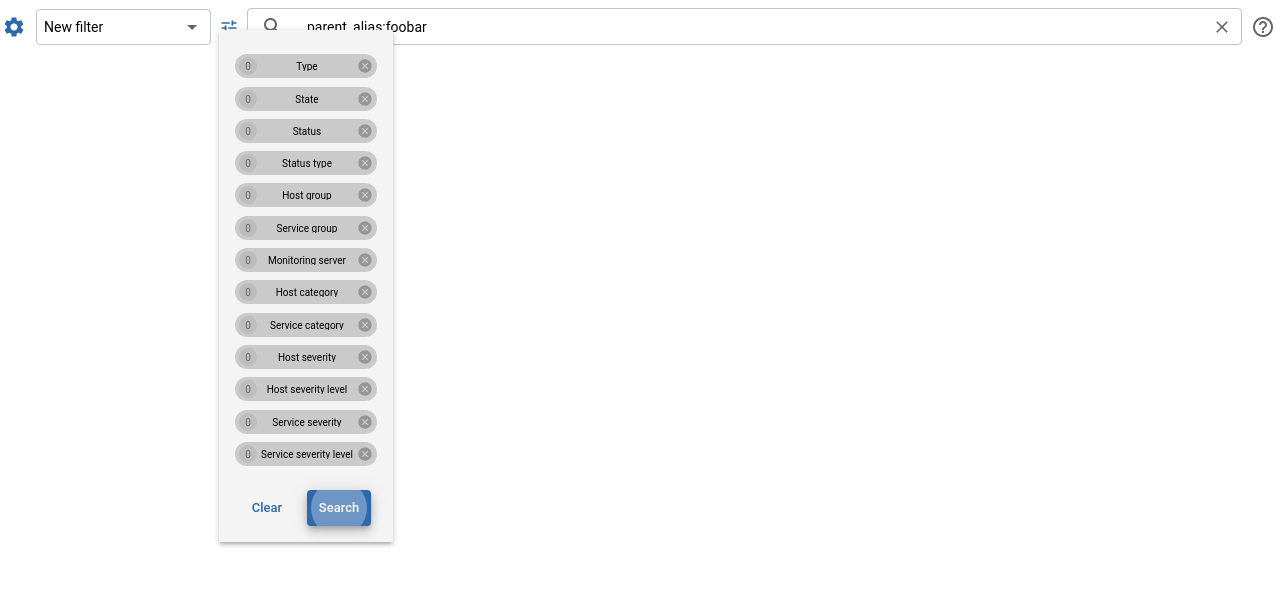 New filter
parent_alias:foobar
0 Type
0 State
0 Status
0 Status type
0 Host group
0 Service group
0 Monitoring server
0 Host category
0 Service category
0 Host severity
0 Host severity level
0 Service severity
0 Service severity level
Clear Search